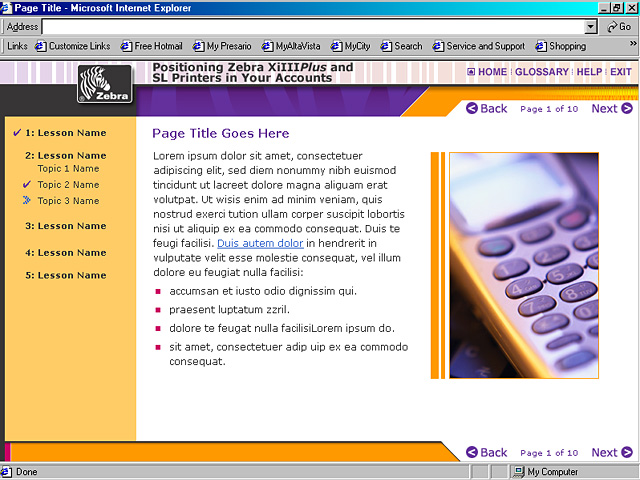 Page Title - Microsoft Internet Explorer
Address
Go
Links Customize Links Free Hotmail My Presario MyAltaVista MyCity Search Service and Support Shopping »
Zebra
Positioning Zebra XiIIIPlus and
SL Printers in Your Accounts
HOME | GLOSSARY | HELP | EXIT
Back Page 1 of 10 Next
1: Lesson Name
2: Lesson Name
Topic 1 Name
Topic 2 Name
Topic 3 Name
3: Lesson Name
4: Lesson Name
5: Lesson Name
Page Title Goes Here
Lorem ipsum dolor sit amet, consectetuer
adipiscing elit, sed diem nonummy nibh euismod
tincidunt ut lacreet dolore magna aliguam erat
volutpat. Ut wisis enim ad minim veniam, quis
nostrud exerci tution ullam corper suscipit lobortis
nisi ut aliquip ex ea commodo consequat. Duis te
feugi facilisi. Duis autem dolor in hendrerit in
vulputate velit esse molestie consequat, vel illum
dolore eu feugiat nulla facilisi:
accumsan et iusto odio dignissim qui.
praesent luptatum zzril.
dolore te feugat nulla facilisiLorem ipsum do.
sit amet, consectetuer adip uip ex ea commodo
consequat.
Back Page 1 of 10 Next
Done
My Computer